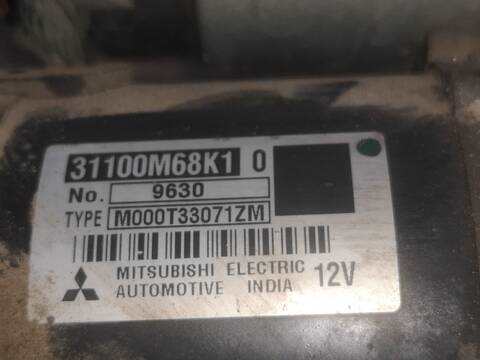 31100M68K1 0
No. 9630
TYPE M000T33071ZM
MITSUBISHI ELECTRIC
AUTOMOTIVE INDIA 12V